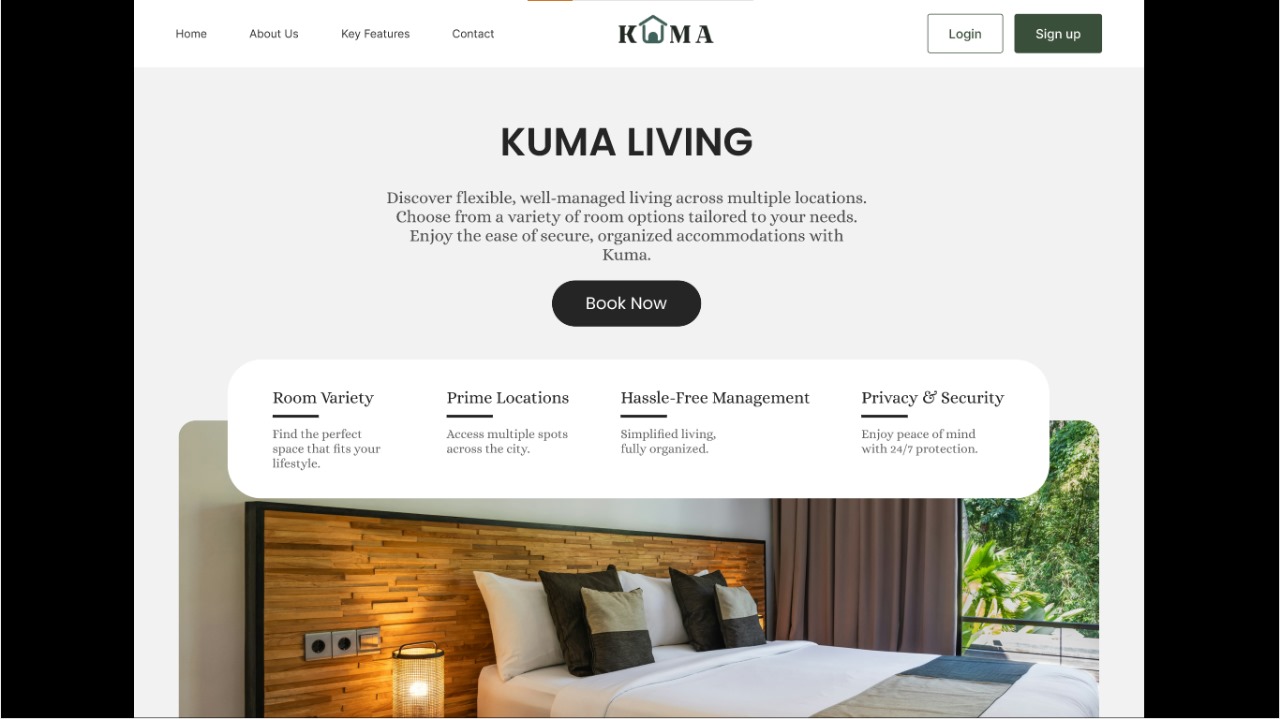 Home
About Us
Key Features
Contact
KUMA
Login
Sign up
KUMA LIVING
Discover flexible, well-managed living across multiple locations.
Choose from a variety of room options tailored to your needs.
Enjoy the ease of secure, organized accommodations with
Kuma.
Book Now
Room Variety
Find the perfect
space that fits your
lifestyle.
Prime Locations
Access multiple spots
across the city.
Hassle-Free Management
Simplified living,
fully organized.
Privacy & Security
Enjoy peace of mind
with 24/7 protection.